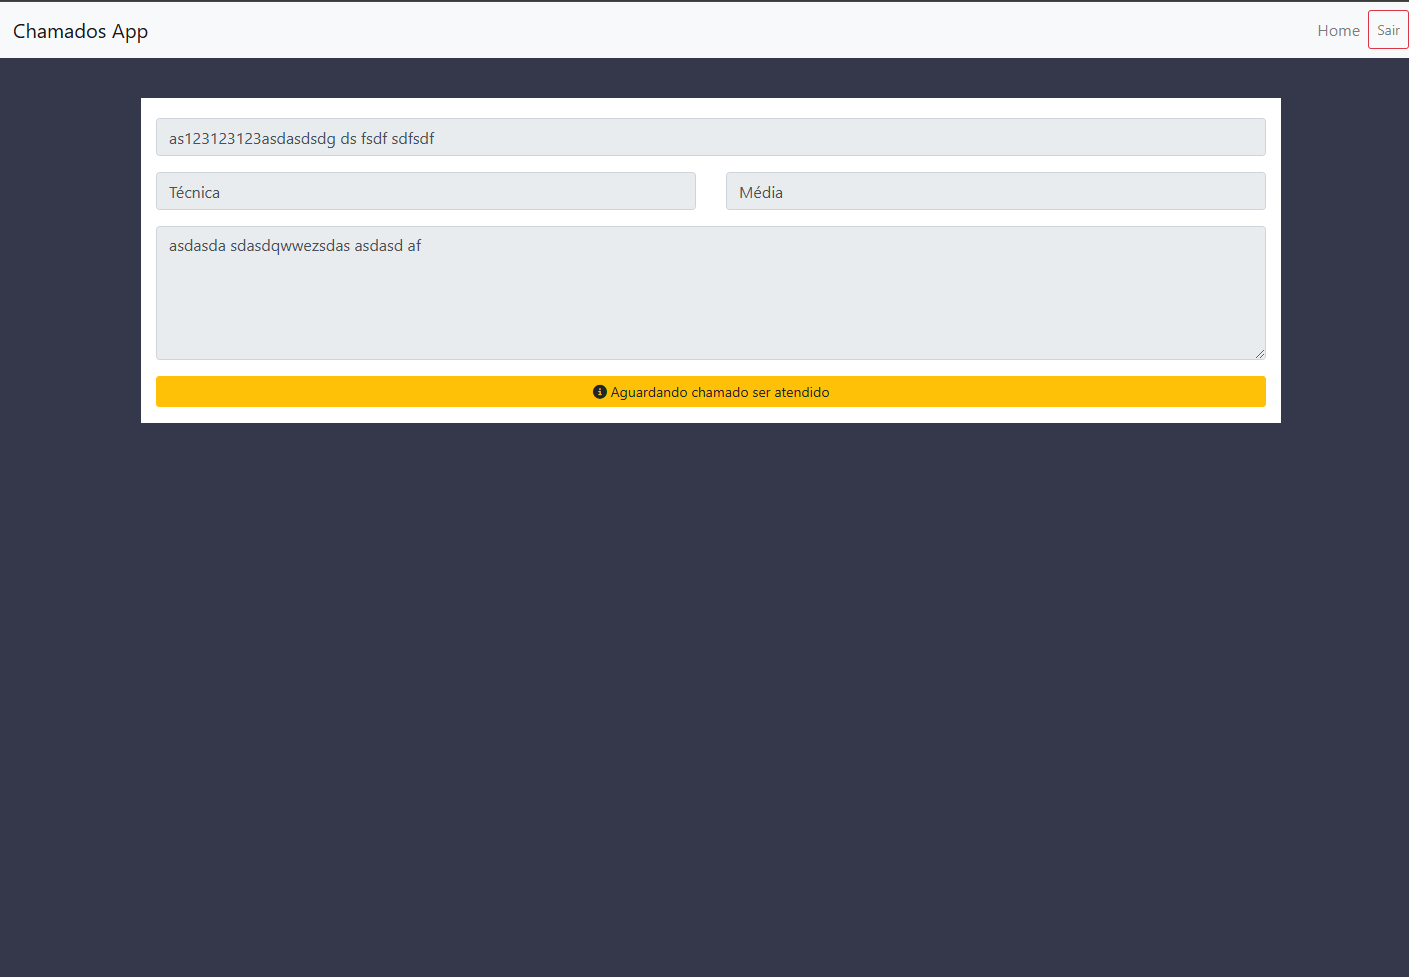 Chamados App
Home
Sair
as123123123asdasdsdg ds fsdf sdfsdf
Técnica
Média
asdasda sdasdqwwezsdas asdasd af
Aguardando chamado ser atendido